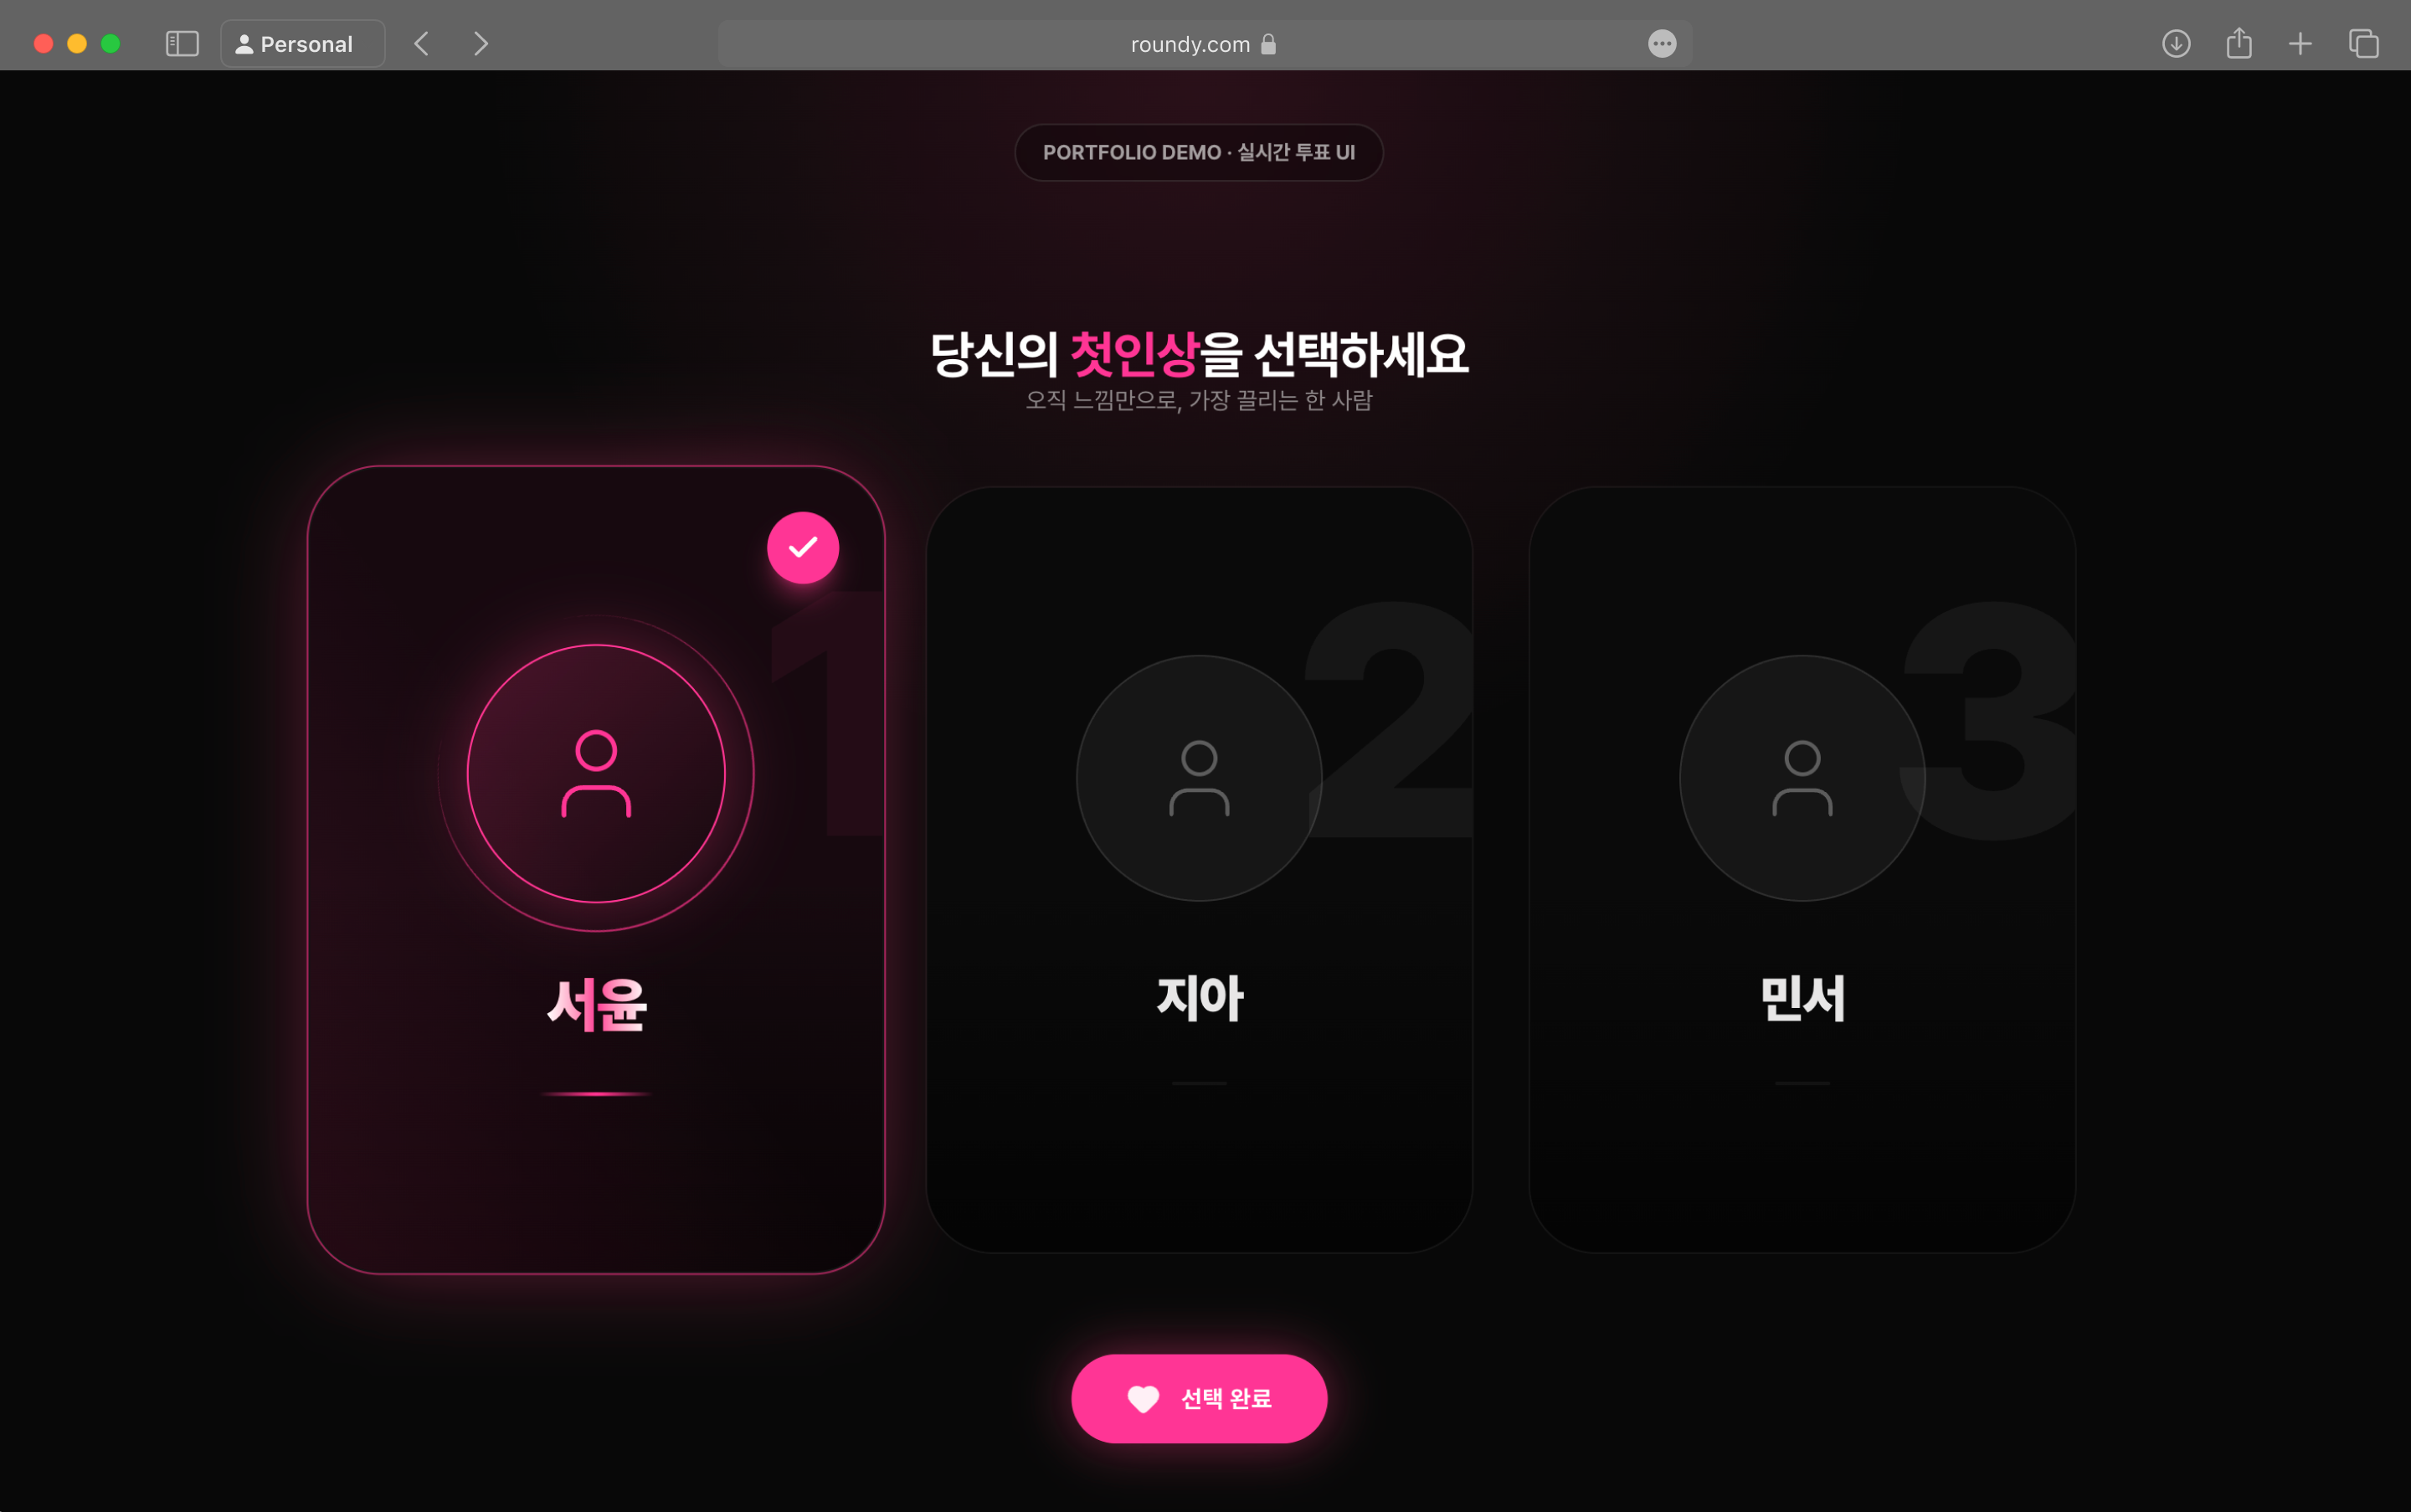 Personal
roundy.com
PORTFOLIO DEMO · 실시간 투표 UI
당신의 첫인상을 선택하세요
오직 느낌만으로, 가장 끌리는 한 사람
1
2
3
서윤
지아
민서
선택 완료